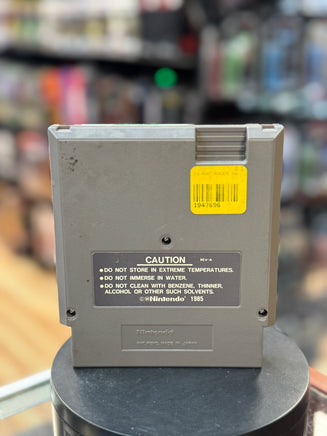 1947696
CAUTION REV-A
● DO NOT STORE IN EXTREME TEMPERATURES.
● DO NOT IMMERSE IN WATER.
● DO NOT CLEAN WITH BENZENE, THINNER,
ALCOHOL OR OTHER SUCH SOLVENTS.
©®Nintendo 1985
Nintendo